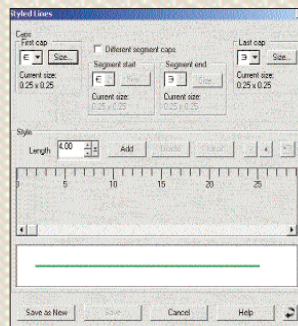 Styled Lines
Caps
First cap
Size...
Current size:
0.25 x 0.25
Different segment caps
Segment start
Size...
Current size:
0.25 x 0.25
Segment end
Size...
Current size:
0.25 x 0.25
Last cap
Size...
Current size:
0.25 x 0.25
Style
Length 4.00 Add
0 5 10 15 20 25
Save as New Save... Cancel Help